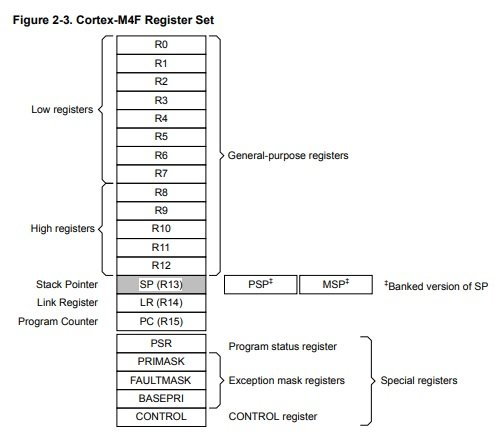 Figure 2-3. Cortex-M4F Register Set
R0
R1
R2
R3
Low registers
R4
R5
R6
General-purpose registers
R7
R8
R9
High registers
R10
R11
R12
Stack Pointer SP (R13) PSP‡ MSP‡ ‡Banked version of SP
Link Register LR (R14)
Program Counter PC (R15)
PSR Program status register
PRIMASK
FAULTMASK Exception mask registers Special registers
BASEPRI
CONTROL CONTROL register